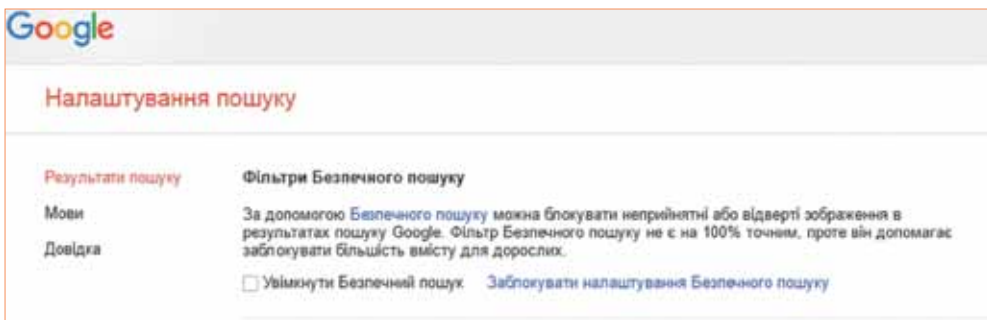 Google
Налаштування пошуку
Результати пошуку
Мови
Довідка
Фільтри Безпечного пошуку
За допомогою Безпечного пошуку можна блокувати неприйнятні або відверті зображення в
результатах пошуку Google. Фільтр Безпечного пошуку не є на 100% точним, проте він допомагає
заблокувати більшість вмісту для дорослих.
Увімкнути Безпечний пошук Заблокувати налаштування Безпечного пошуку